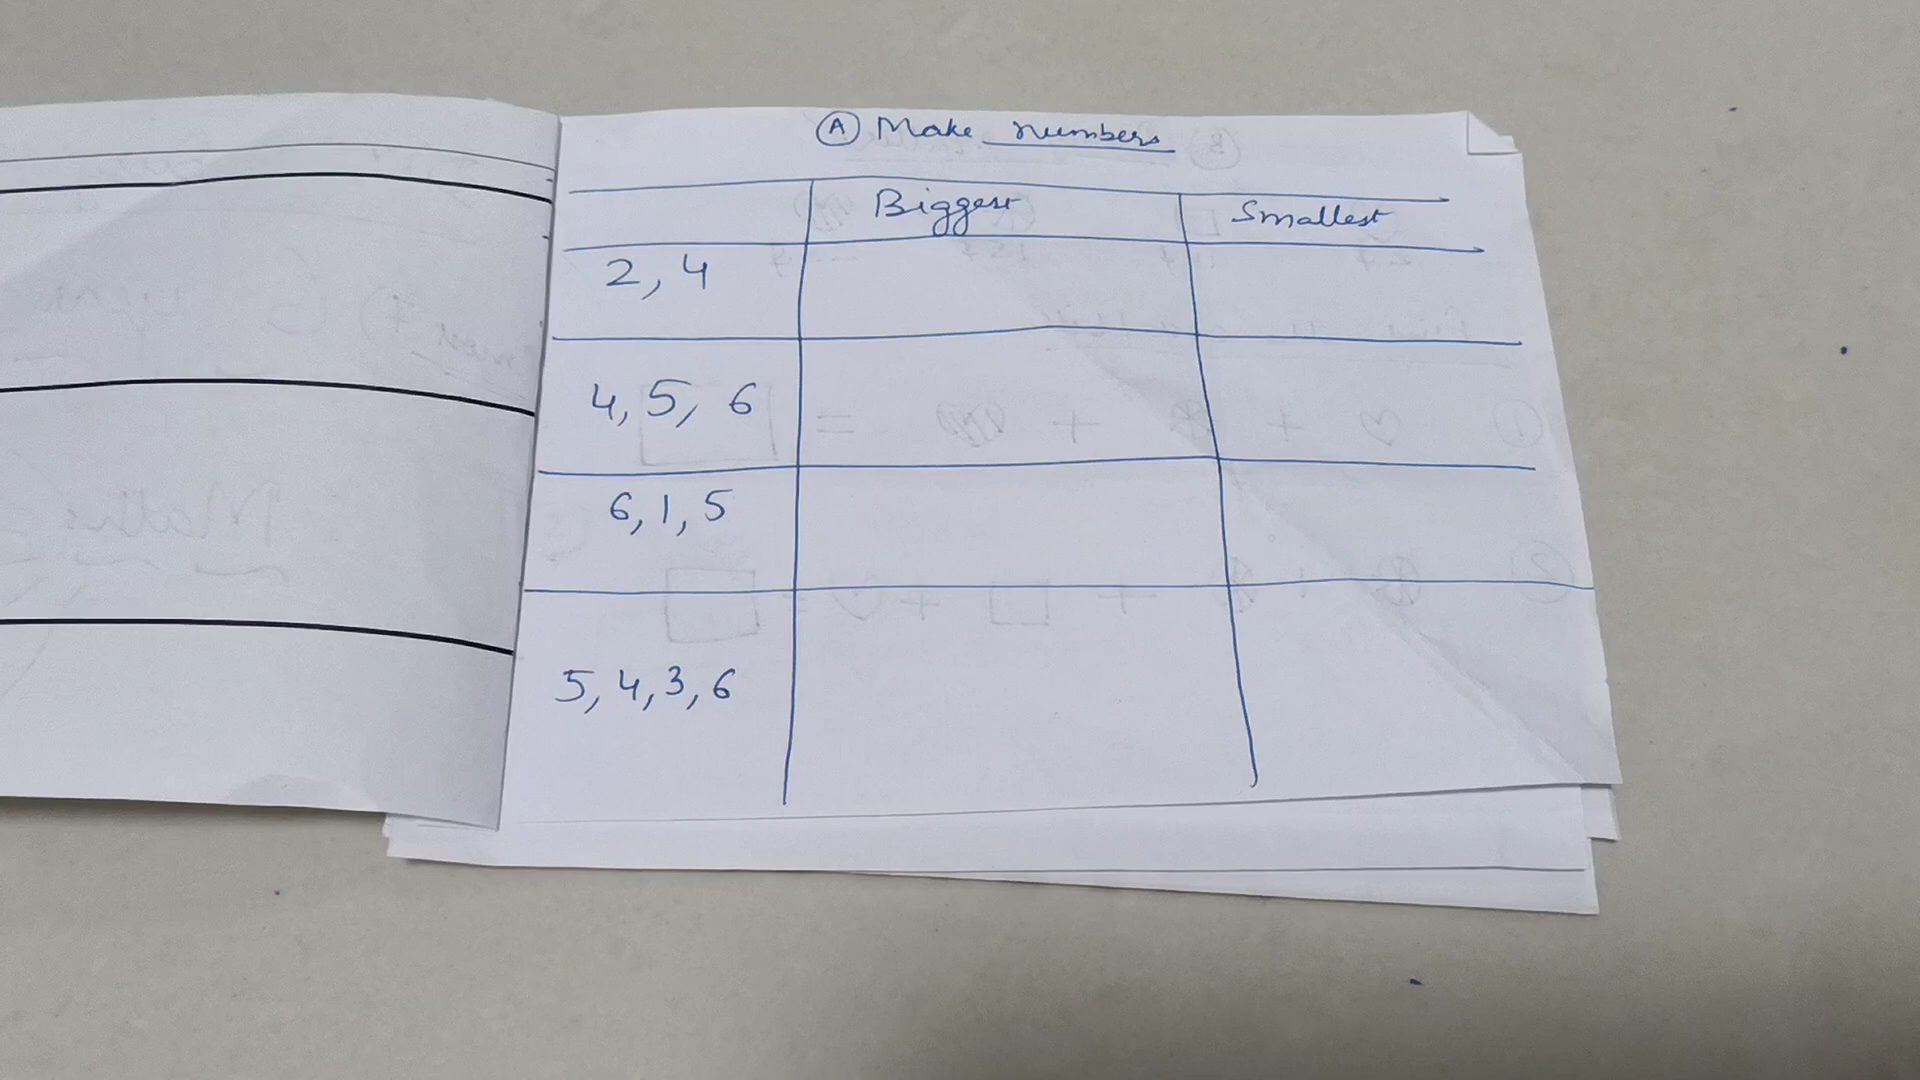 A Make numbers
Biggest Smallest
2, 4
4, 5, 6
6, 1, 5
5, 4, 3, 6